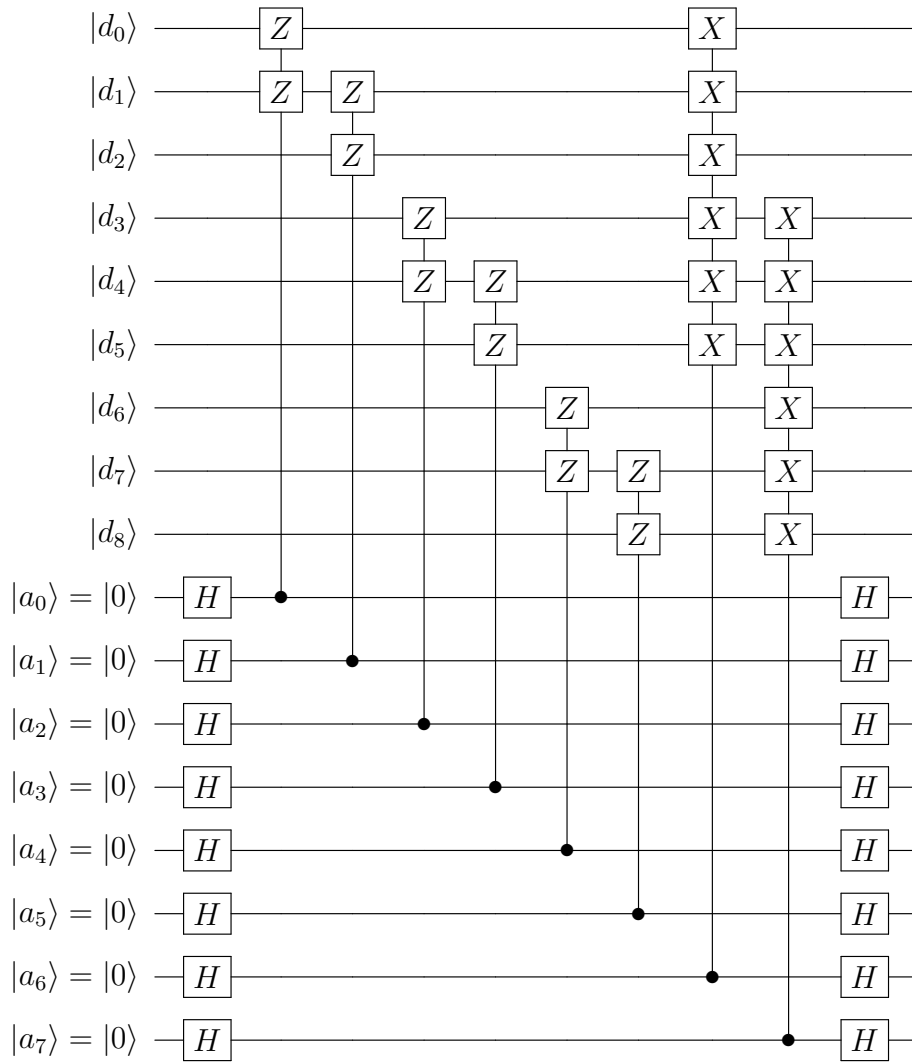 |d₀⟩ Z X
|d₁⟩ Z Z X
|d₂⟩ Z X
|d₃⟩ Z X X
|d₄⟩ Z Z X X
|d₅⟩ Z X X
|d₆⟩ Z X
|d₇⟩ Z Z X
|d₈⟩ Z X
|a₀⟩ = |0⟩ H H
|a₁⟩ = |0⟩ H H
|a₂⟩ = |0⟩ H H
|a₃⟩ = |0⟩ H H
|a₄⟩ = |0⟩ H H
|a₅⟩ = |0⟩ H H
|a₆⟩ = |0⟩ H H
|a₇⟩ = |0⟩ H H